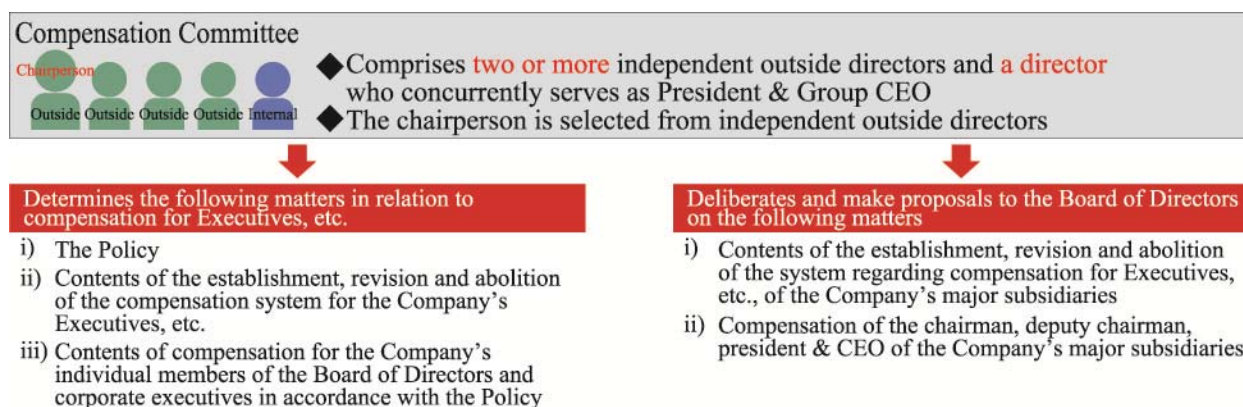 Compensation Committee
Chairperson
Outside Outside Outside Outside Internal
◆Comprises two or more independent outside directors and a director
who concurrently serves as President & Group CEO
◆The chairperson is selected from independent outside directors
Determines the following matters in relation to
compensation for Executives, etc.
i) The Policy
ii) Contents of the establishment, revision and abolition
of the compensation system for the Company's
Executives, etc.
iii) Contents of compensation for the Company's
individual members of the Board of Directors and
corporate executives in accordance with the Policy
Deliberates and make proposals to the Board of Directors
on the following matters
i) Contents of the establishment, revision and abolition
of the system regarding compensation for Executives,
etc., of the Company's major subsidiaries
ii) Compensation of the chairman, deputy chairman,
president & CEO of the Company's major subsidiaries